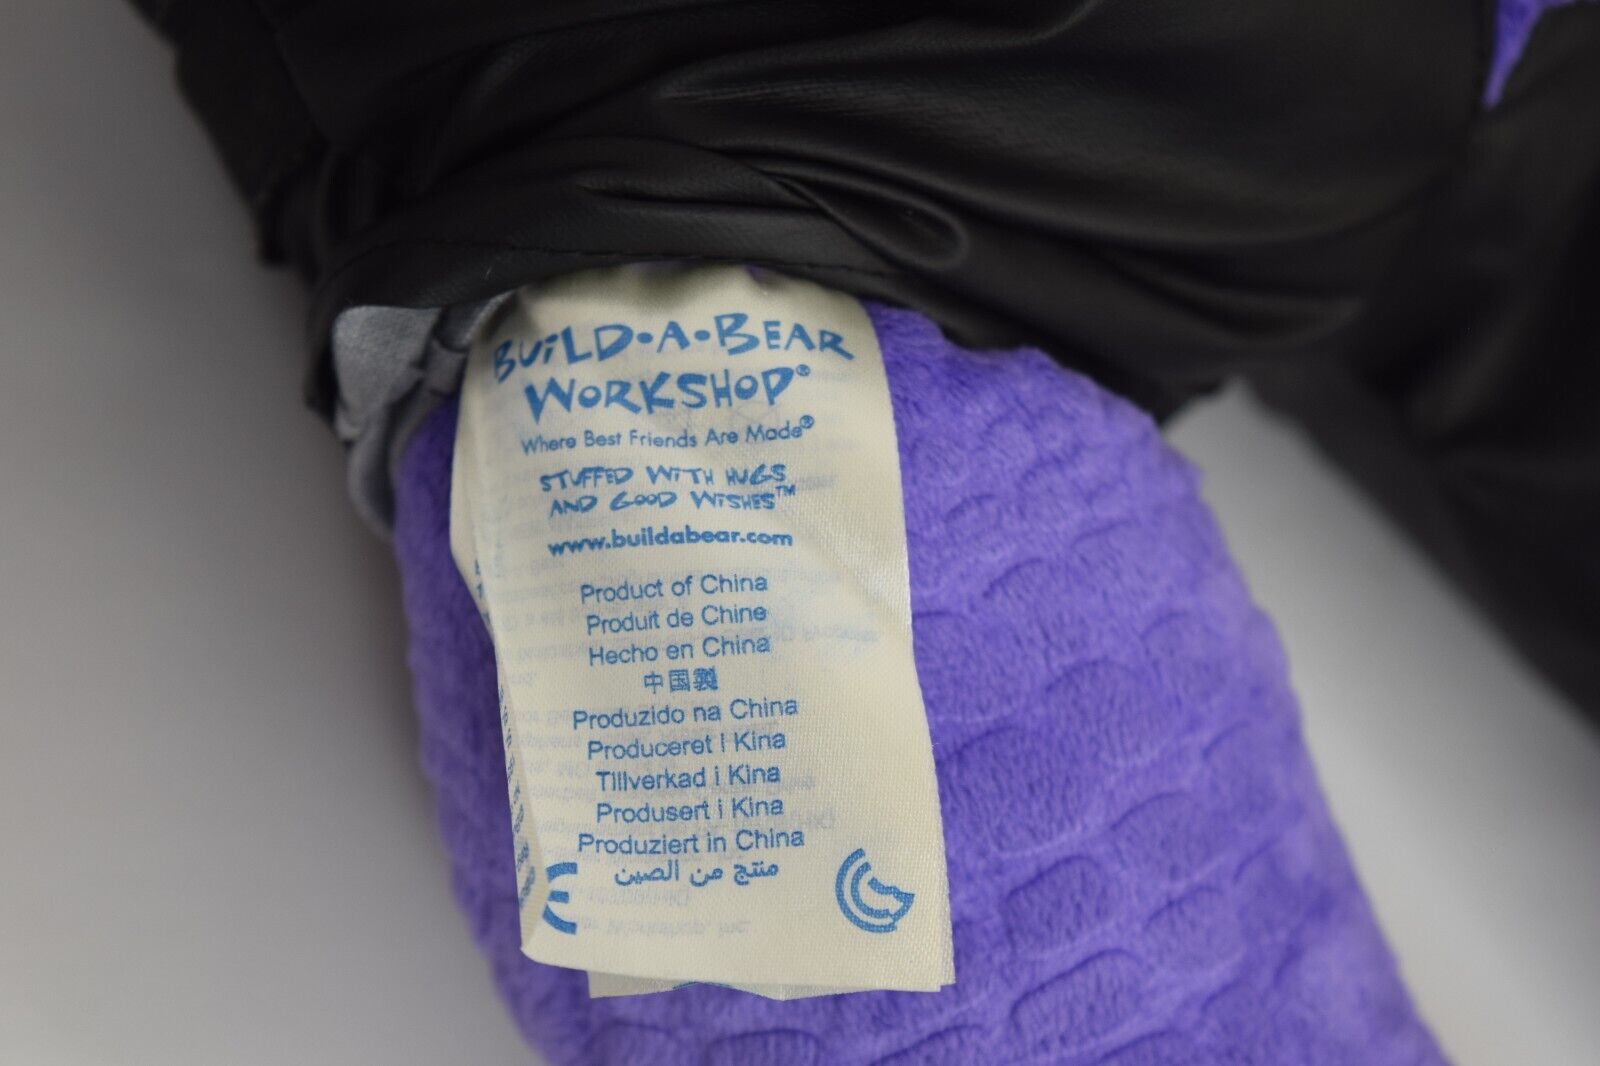 BUiLD•A•BEAR
WORKSHOP®
Where Best Friends Are Made®
STUFFED WiTH HUGS
AND GOOD WiSHES™
www.buildabear.com
Product of China
Produit de Chine
Hecho en China
中国製
Produzido na China
Produceret i Kina
Tillverkad i Kina
Produsert i Kina
Produziert in China
منتج من الصين
CE